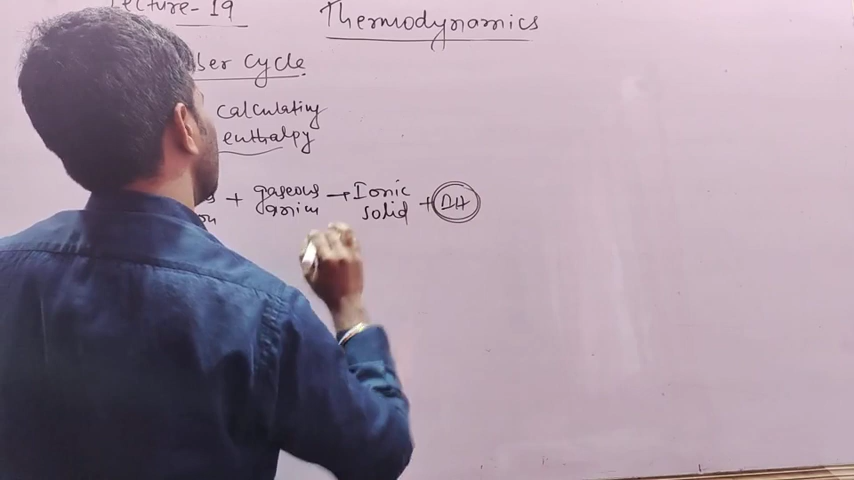 Lecture-19
Thermodynamics
ber Cycle
calculating
enthalpy
+ gaseous → Ionic
anion solid + ΔH